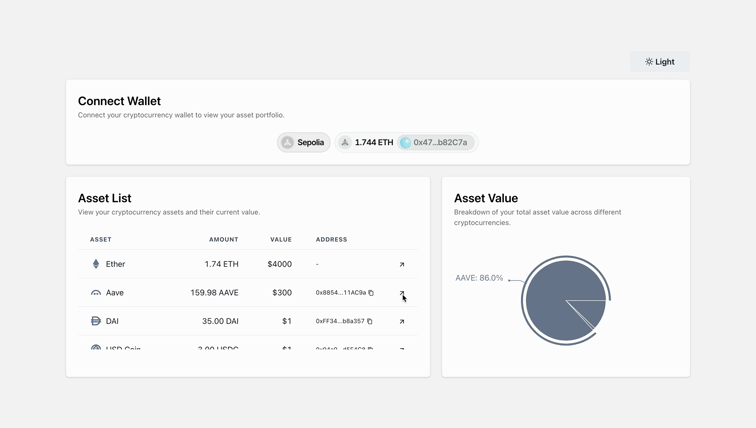 Light
Connect Wallet
Connect your cryptocurrency wallet to view your asset portfolio.
Sepolia 1.744 ETH 0x47...b82C7a
Asset List
View your cryptocurrency assets and their current value.
ASSET AMOUNT VALUE ADDRESS
Ether 1.74 ETH $4000 -
Aave 159.98 AAVE $300 0x8854...11AC9a
DAI 35.00 DAI $1 0xFF34...b8a357
USD Coin 3.00 USDC $1
Asset Value
Breakdown of your total asset value across different
cryptocurrencies.
AAVE: 86.0%